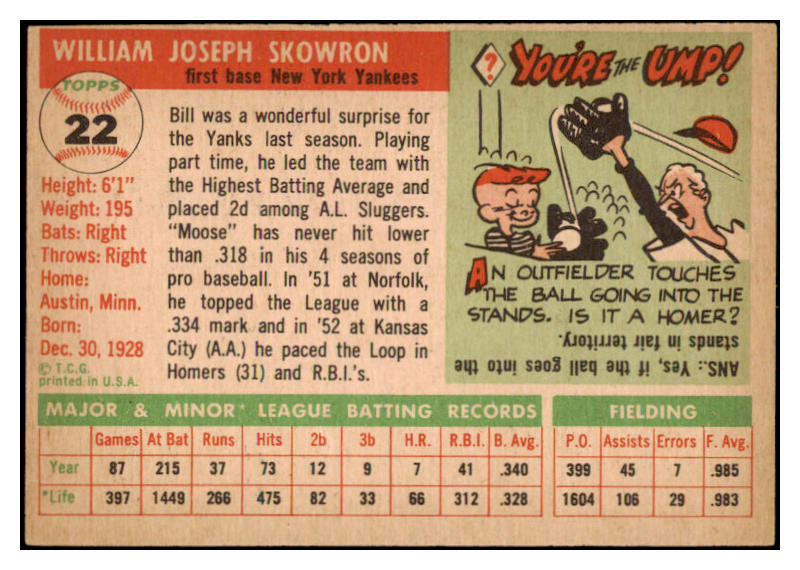 WILLIAM JOSEPH SKOWRON
first base New York Yankees
TOPPS
22
Height: 6'1"
Weight: 195
Bats: Right
Throws: Right
Home:
Austin, Minn.
Born:
Dec. 30, 1928
© T.C.G.
printed in U.S.A.
Bill was a wonderful surprise for
the Yanks last season. Playing
part time, he led the team with
the Highest Batting Average and
placed 2d among A.L. Sluggers.
"Moose" has never hit lower
than .318 in his 4 seasons of
pro baseball. In '51 at Norfolk,
he topped the League with a
.334 mark and in '52 at Kansas
City (A.A.) he paced the Loop in
Homers (31) and R.B.I.'s.
? YOU'RE THE UMP!
AN OUTFIELDER TOUCHES
THE BALL GOING INTO THE
STANDS. IS IT A HOMER?
ANS.: Yes, if the ball goes into the
stands in fair territory.
MAJOR & MINOR* LEAGUE BATTING RECORDS FIELDING
Games At Bat Runs Hits 2b 3b H.R. R.B.I. B. Avg. P.O. Assists Errors F. Avg.
Year 87 215 37 73 12 9 7 41 .340 399 45 7 .985
*Life 397 1449 266 475 82 33 66 312 .328 1604 106 29 .983